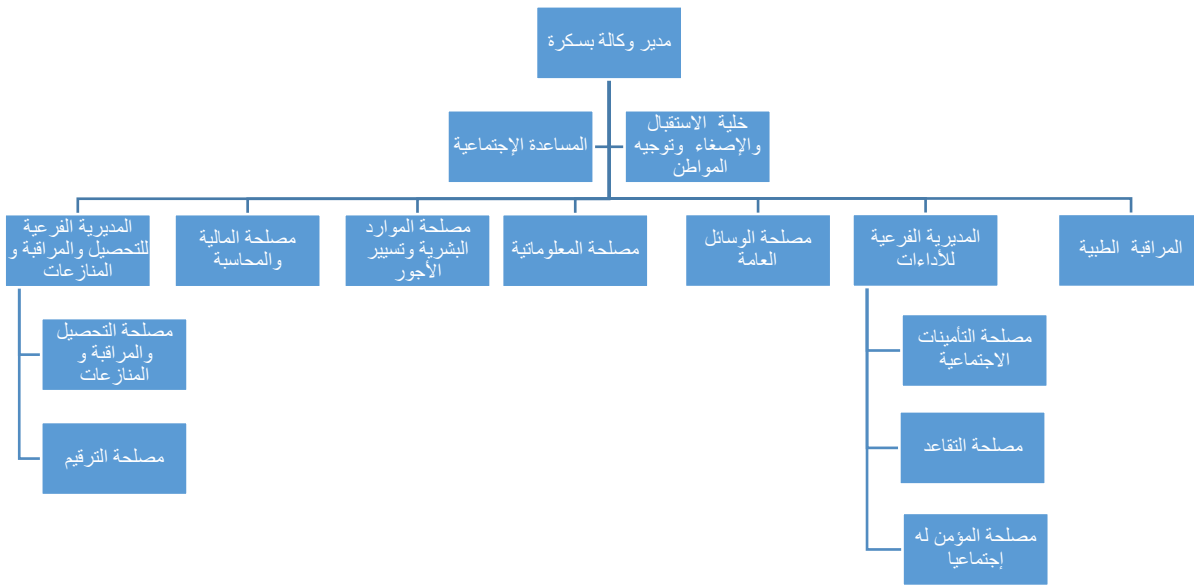 مدير وكالة بسكرة
خلية الاستقبال
والإصغاء وتوجيه
المواطن
المساعدة الإجتماعية
المراقبة الطبية
المديرية الفرعية
للأداءات
مصلحة الوسائل
العامة
مصلحة المعلوماتية
مصلحة الموارد
البشرية وتسيير
الأجور
مصلحة المالية
والمحاسبة
المديرية الفرعية
للتحصيل والمراقبة و
المنازعات
مصلحة التأمينات
الاجتماعية
مصلحة التقاعد
مصلحة المؤمن له
إجتماعيا
مصلحة التحصيل
والمراقبة و
المنازعات
مصلحة الترقيم